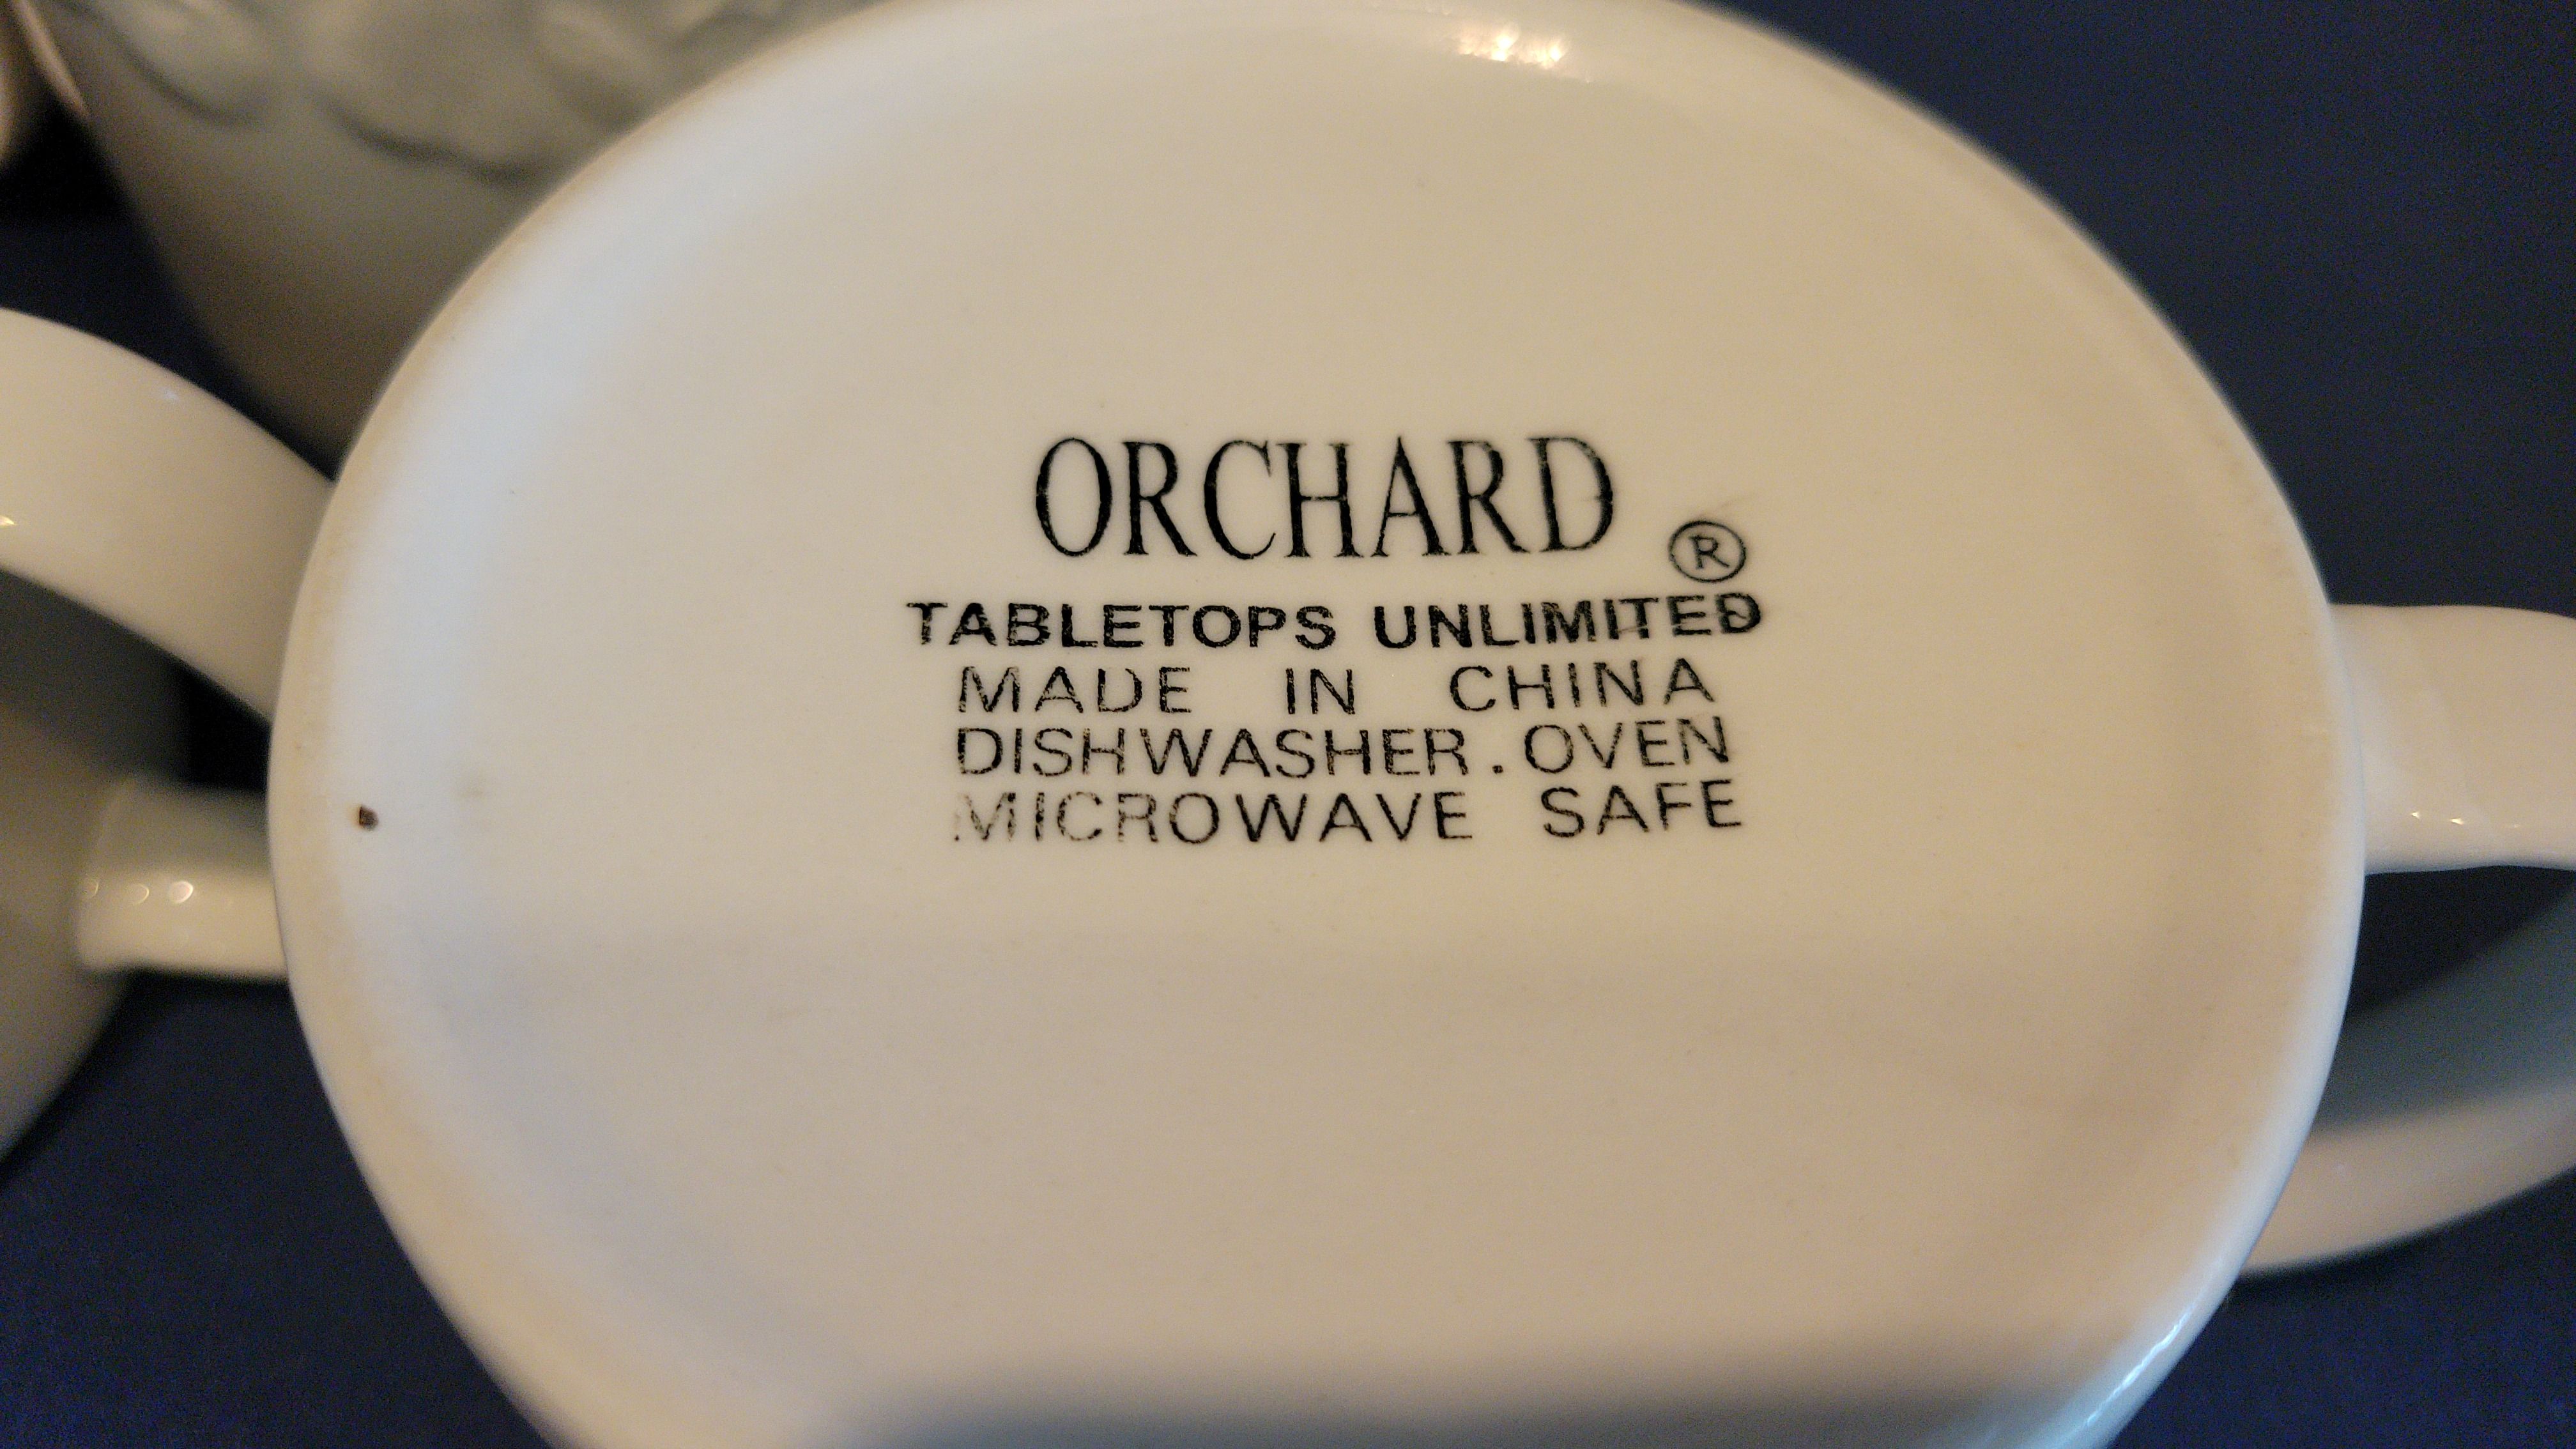 ORCHARD ®
TABLETOPS UNLIMITED
MADE IN CHINA
DISHWASHER.OVEN
MICROWAVE SAFE